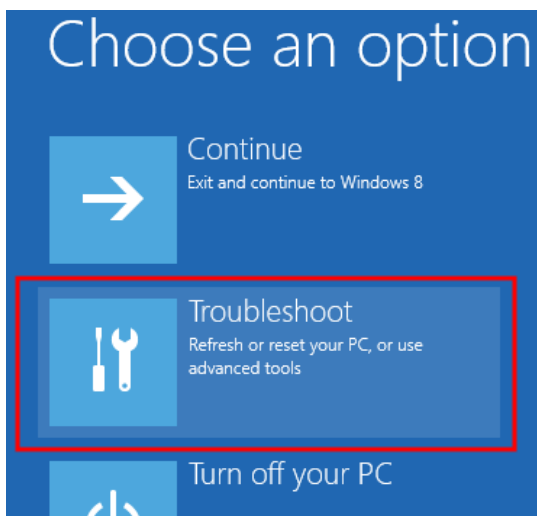 Choose an option
Continue
Exit and continue to Windows 8
Troubleshoot
Refresh or reset your PC, or use
advanced tools
Turn off your PC